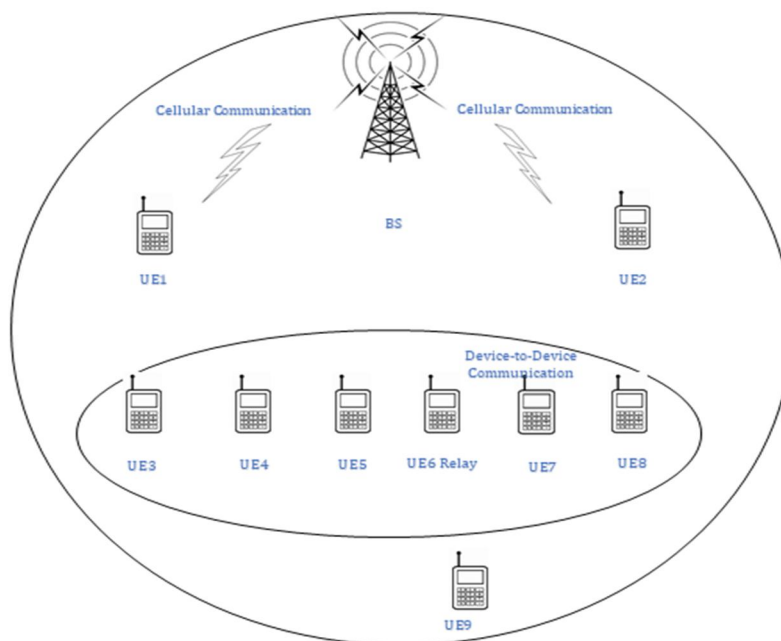 Cellular Communication
Cellular Communication
BS
UE1
UE2
Device-to-Device
Communication
UE3
UE4
UE5
UE6 Relay
UE7
UE8
UE9